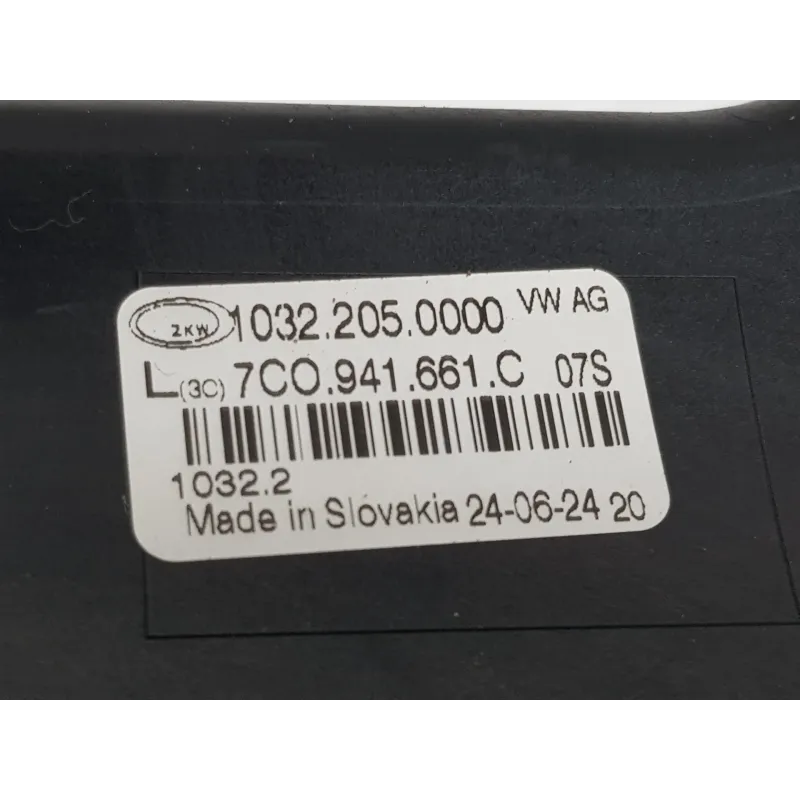 ZKW 1032.205.0000 VW AG
L(3C) 7C0.941.661.C 07S
1032.2
Made in Slovakia 24-06-24 20